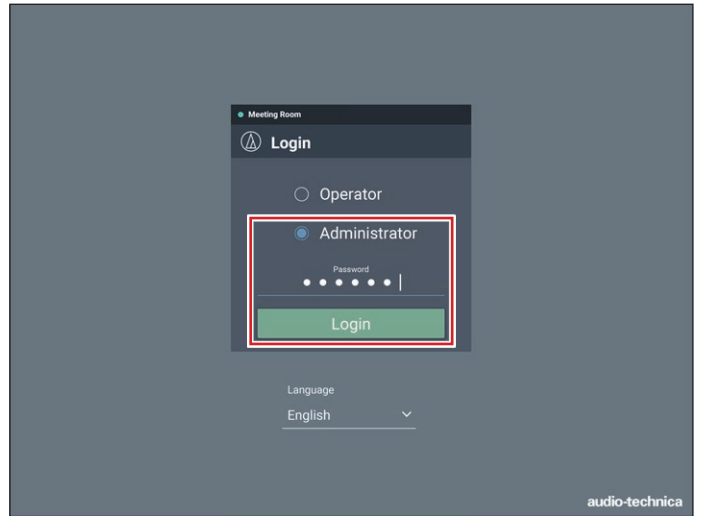 Meeting Room
Login
Operator
Administrator
Password
Login
Language
English
audio-technica